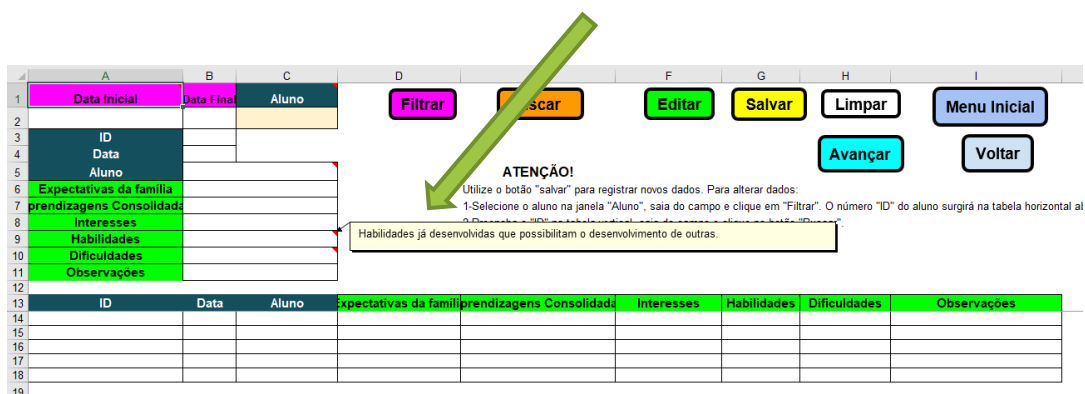 A B C D F G H I
1 Data Inicial Data Final Aluno Filtrar scar Editar Salvar Limpar Menu Inicial
2
3 ID
4 Data Avançar Voltar
5 Aluno ATENÇÃO!
6 Expectativas da família Utilize o botão "salvar" para registrar novos dados. Para alterar dados:
7 prendizagens Consolidada 1-Selecione o aluno na janela "Aluno", saia do campo e clique em "Filtrar". O número "ID" do aluno surgirá na tabela horizontal ab
8 Interesses
Habilidades já desenvolvidas que possibilitam o desenvolvimento de outras.
9 Habilidades
10 Dificuldades
11 Observações
12
13 ID Data Aluno Expectativas da famíli prendizagens Consolidada Interesses Habilidades Dificuldades Observações
14
15
16
17
18
19